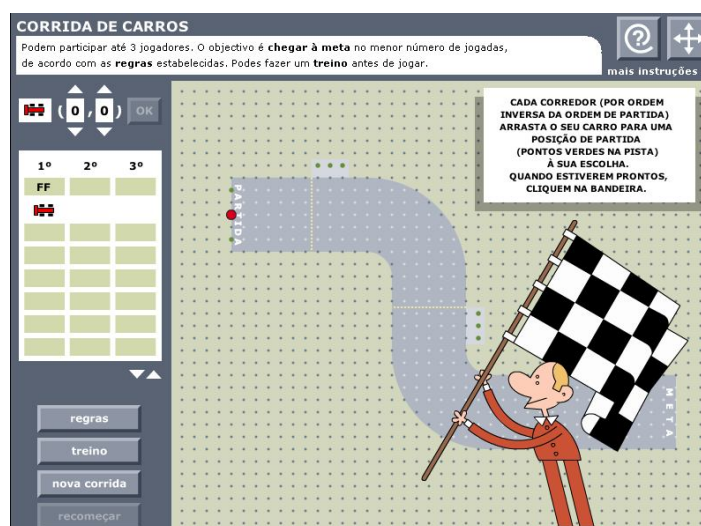 CORRIDA DE CARROS
Podem participar até 3 jogadores. O objectivo é chegar à meta no menor número de jogadas,
de acordo com as regras estabelecidas. Podes fazer um treino antes de jogar.
mais instruções
( 0 , 0 ) OK
1º 2º 3º
FF
CADA CORREDOR (POR ORDEM
INVERSA DA ORDEM DE PARTIDA)
ARRASTA O SEU CARRO PARA UMA
POSIÇÃO DE PARTIDA
(PONTOS VERDES NA PISTA)
À SUA ESCOLHA.
QUANDO ESTIVEREM PRONTOS,
CLIQUEM NA BANDEIRA.
PARTIDA
META
regras
treino
nova corrida
recomeçar